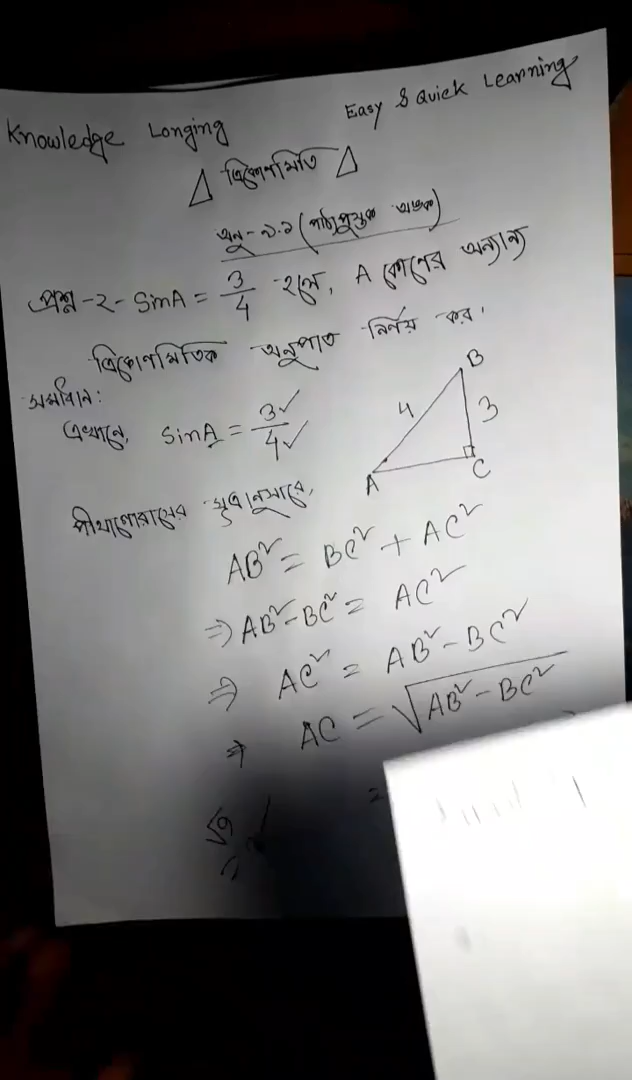 Knowledge Longing
Easy & Quick Learning
Δ ত্রিকোণমিতি Δ
অনু-৯.১ (পাঠ্যপুস্তক অঙ্ক)
প্রশ্ন-২- sinA = 3/4 হলে, A কোণের অন্যান্য
ত্রিকোণমিতিক অনুপাত নির্ণয় কর।
সমাধান:
এখানে, sinA = 3/4
B
4
3
A
C
পীথাগোরাসের সূত্রানুসারে,
AB² = BC² + AC²
⇒ AB² - BC² = AC²
⇒ AC² = AB² - BC²
⇒ AC = √AB² - BC²
=